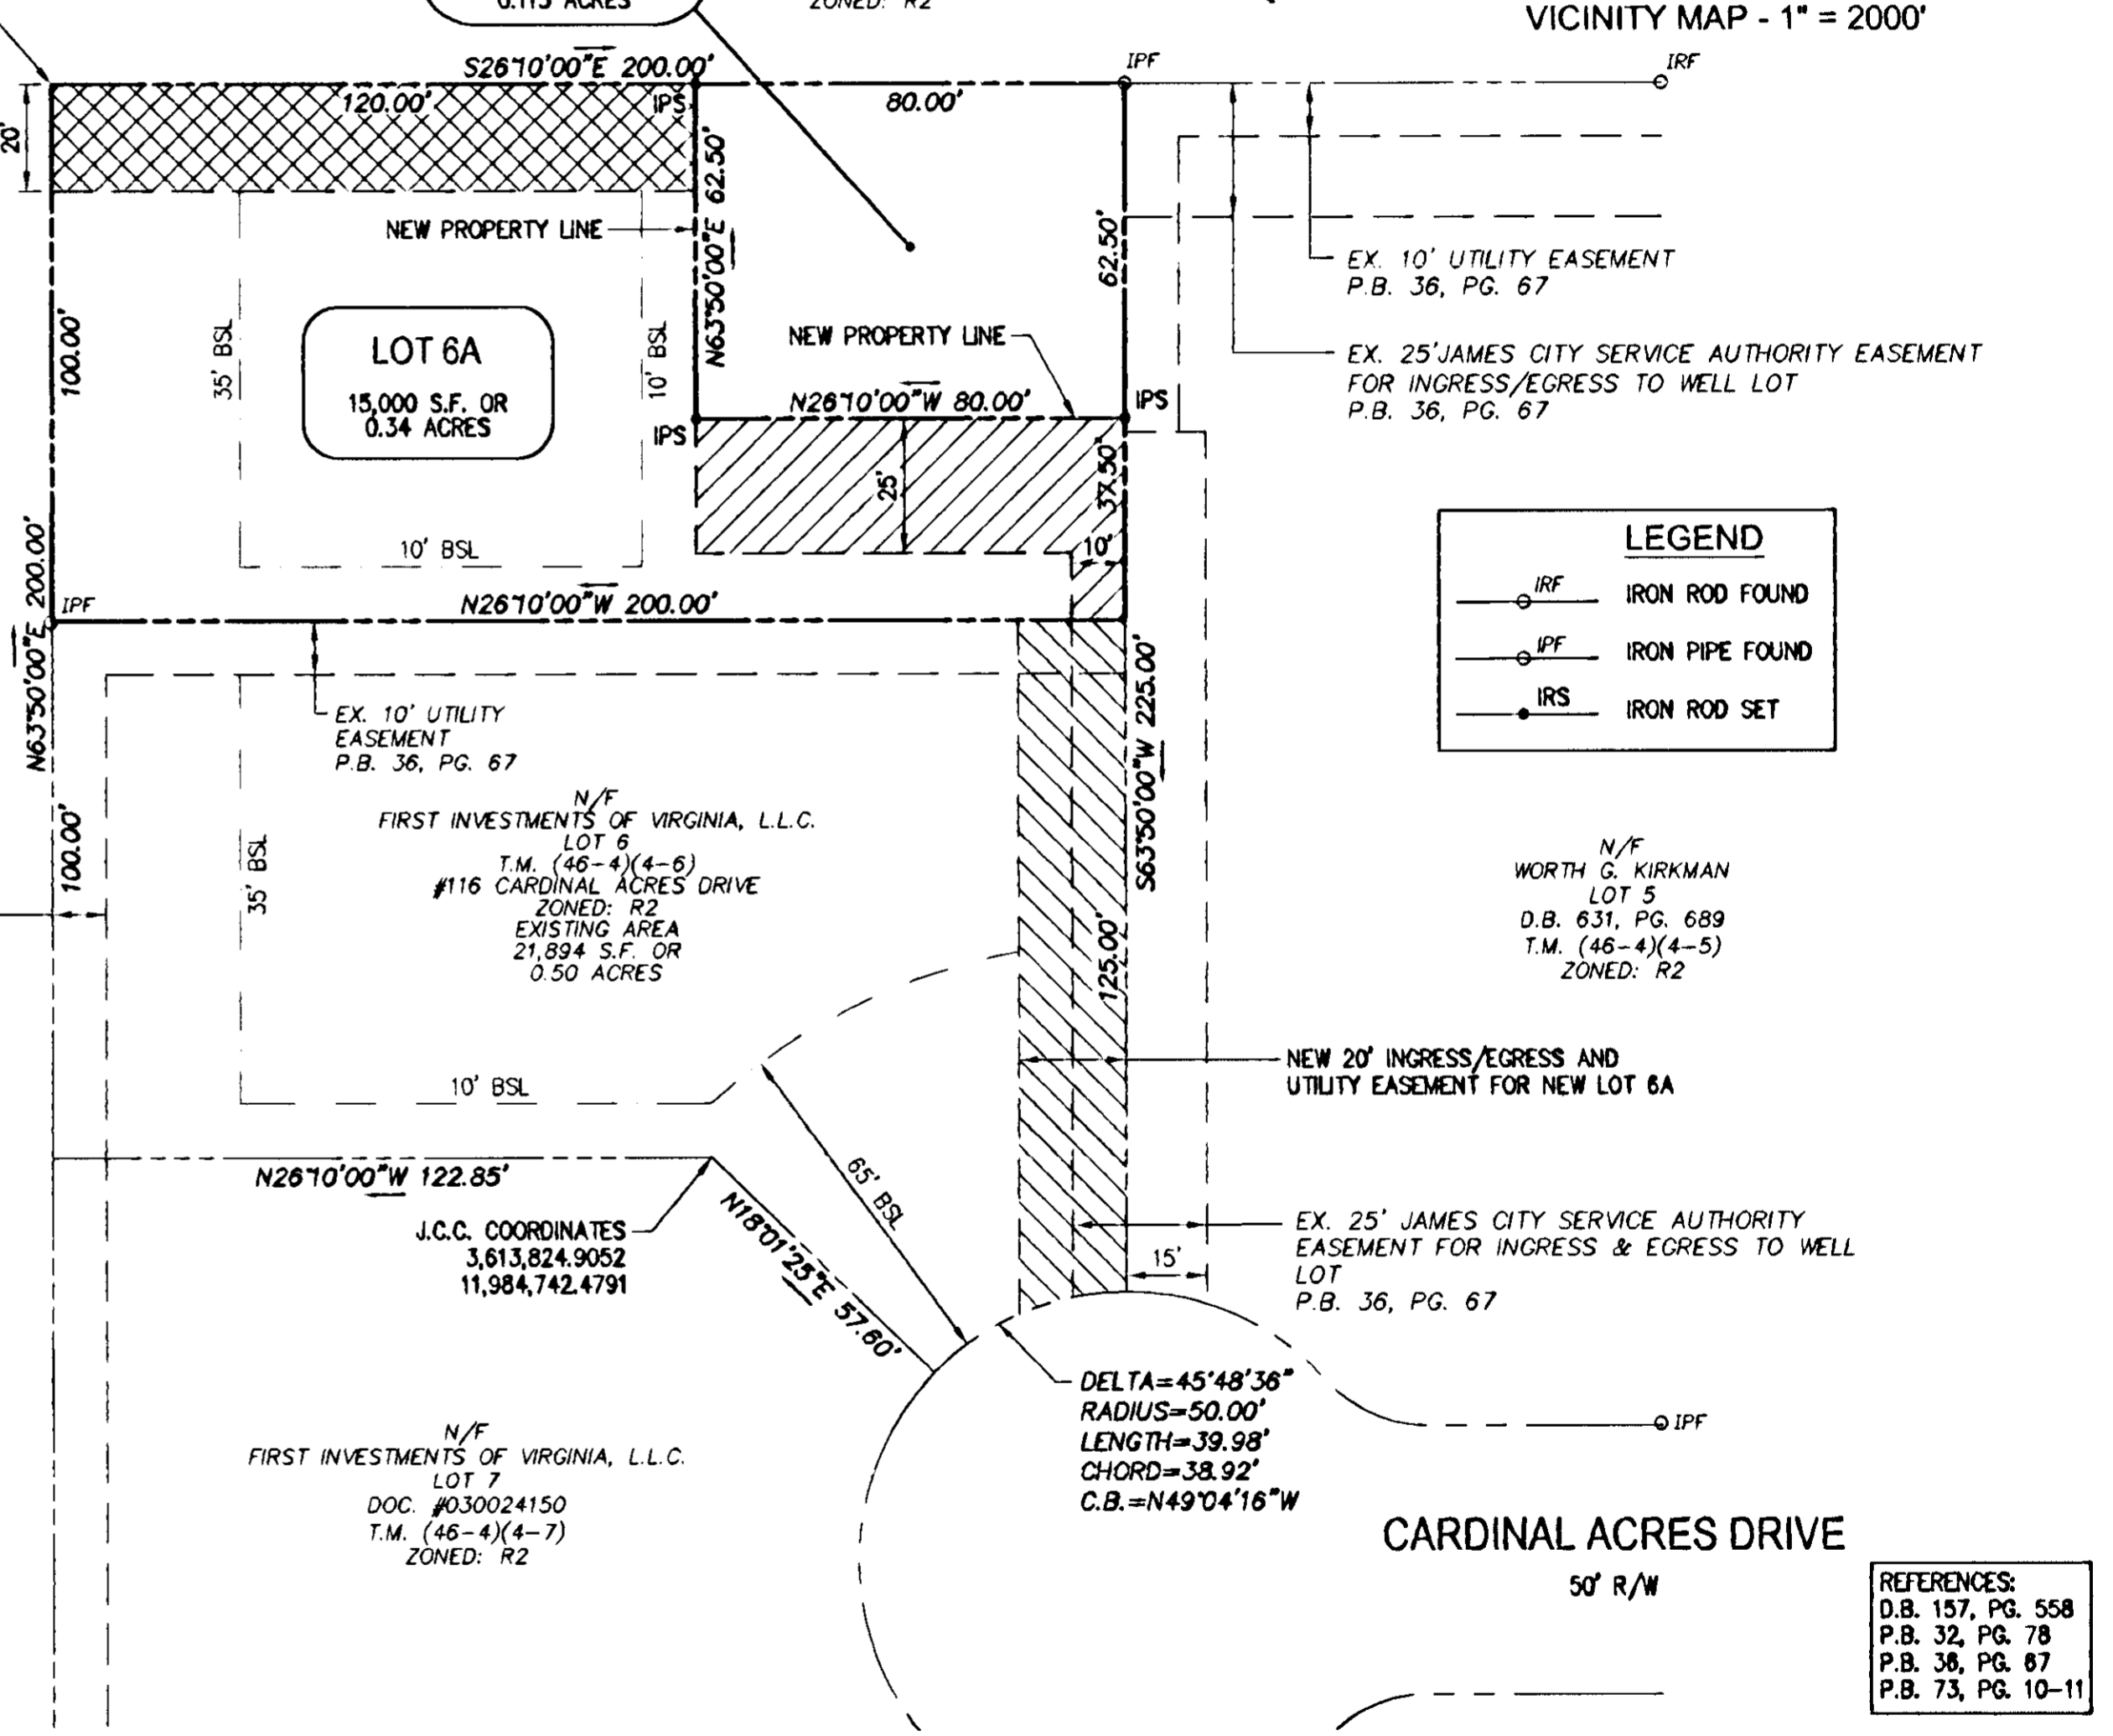 0.115 ACRES
ZONED: R2
VICINITY MAP - 1" = 2000'
S26°10'00"E 200.00'
IPF
IRF
120.00'
IPS
80.00'
20'
N63°50'00"E 62.50'
62.50'
NEW PROPERTY LINE
EX. 10' UTILITY EASEMENT
P.B. 36, PG. 67
100.00'
35' BSL
LOT 6A
15,000 S.F. OR
0.34 ACRES
10' BSL
NEW PROPERTY LINE
EX. 25'JAMES CITY SERVICE AUTHORITY EASEMENT
FOR INGRESS/EGRESS TO WELL LOT
P.B. 36, PG. 67
N26°10'00"W 80.00'
IPS
IPS
25'
37.50'
10'
10' BSL
LEGEND
IRF IRON ROD FOUND
IPF IRON PIPE FOUND
IRS IRON ROD SET
IPF
N26°10'00"W 200.00'
N63°50'00"E 200.00'
S63°50'00"W 225.00'
EX. 10' UTILITY
EASEMENT
P.B. 36, PG. 67
100.00'
35' BSL
N/F
FIRST INVESTMENTS OF VIRGINIA, L.L.C.
LOT 6
T.M. (46-4)(4-6)
#116 CARDINAL ACRES DRIVE
ZONED: R2
EXISTING AREA
21,894 S.F. OR
0.50 ACRES
125.00'
N/F
WORTH G. KIRKMAN
LOT 5
D.B. 631, PG. 689
T.M. (46-4)(4-5)
ZONED: R2
NEW 20' INGRESS/EGRESS AND
UTILITY EASEMENT FOR NEW LOT 6A
10' BSL
65' BSL
N26°10'00"W 122.85'
J.C.C. COORDINATES
3,613,824.9052
11,984,742.4791
N18°01'25"E 57.60'
15'
EX. 25' JAMES CITY SERVICE AUTHORITY
EASEMENT FOR INGRESS & EGRESS TO WELL
LOT
P.B. 36, PG. 67
DELTA=45°48'36"
RADIUS=50.00'
LENGTH=39.98'
CHORD=38.92'
C.B.=N49°04'16"W
IPF
N/F
FIRST INVESTMENTS OF VIRGINIA, L.L.C.
LOT 7
DOC. #030024150
T.M. (46-4)(4-7)
ZONED: R2
CARDINAL ACRES DRIVE
50' R/W
REFERENCES:
D.B. 157, PG. 558
P.B. 32, PG. 78
P.B. 36, PG. 67
P.B. 73, PG. 10-11